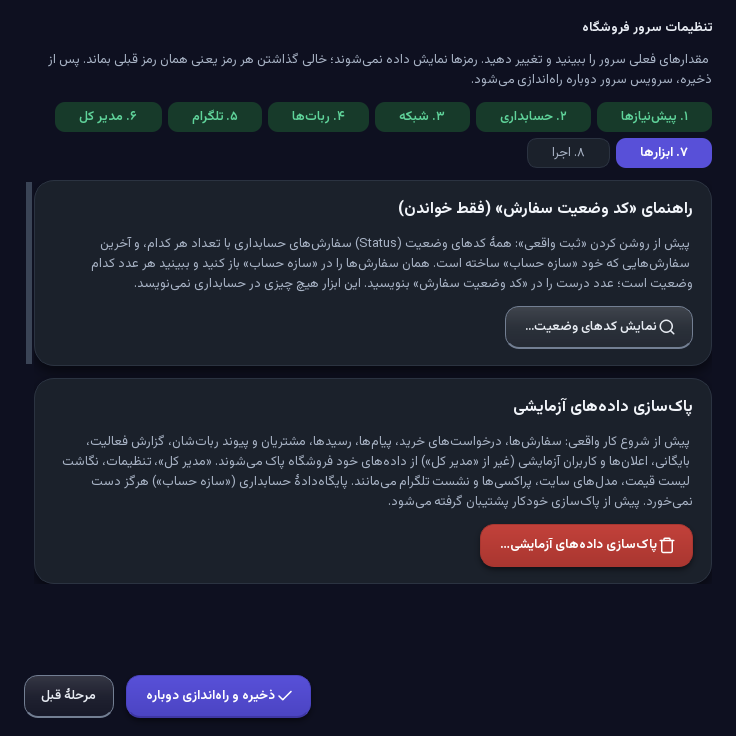 تنظیمات سرور فروشگاه
مقدارهای فعلی سرور را ببینید و تغییر دهید. رمزها نمایش داده نمی‌شوند؛ خالی گذاشتن هر رمز یعنی همان رمز قبلی بماند. پس از
ذخیره، سرویس سرور دوباره راه‌اندازی می‌شود.
۱. پیش‌نیازها
۲. حسابداری
۳. شبکه
۴. ربات‌ها
۵. تلگرام
۶. مدیر کل
۷. ابزارها
۸. اجرا
راهنمای «کد وضعیت سفارش» (فقط خواندن)
پیش از روشن کردن «ثبت واقعی»: همهٔ کدهای وضعیت (Status) سفارش‌های حسابداری با تعداد هر کدام، و آخرین
سفارش‌هایی که خود «سازه حساب» ساخته است. همان سفارش‌ها را در «سازه حساب» باز کنید و ببینید هر عدد کدام
وضعیت است؛ عدد درست را در «کد وضعیت سفارش» بنویسید. این ابزار هیچ چیزی در حسابداری نمی‌نویسد.
نمایش کدهای وضعیت...
پاک‌سازی داده‌های آزمایشی
پیش از شروع کار واقعی: سفارش‌ها، درخواست‌های خرید، پیام‌ها، رسیدها، مشتریان و پیوند ربات‌شان، گزارش فعالیت،
بایگانی، اعلان‌ها و کاربران آزمایشی (غیر از «مدیر کل») از داده‌های خود فروشگاه پاک می‌شوند. «مدیر کل»، تنظیمات، نگاشت
لیست قیمت، مدل‌های سایت، پراکسی‌ها و نشست تلگرام می‌مانند. پایگاه‌دادهٔ حسابداری («سازه حساب») هرگز دست
نمی‌خورد. پیش از پاک‌سازی خودکار پشتیبان گرفته می‌شود.
پاک‌سازی داده‌های آزمایشی...
ذخیره و راه‌اندازی دوباره
مرحلهٔ قبل